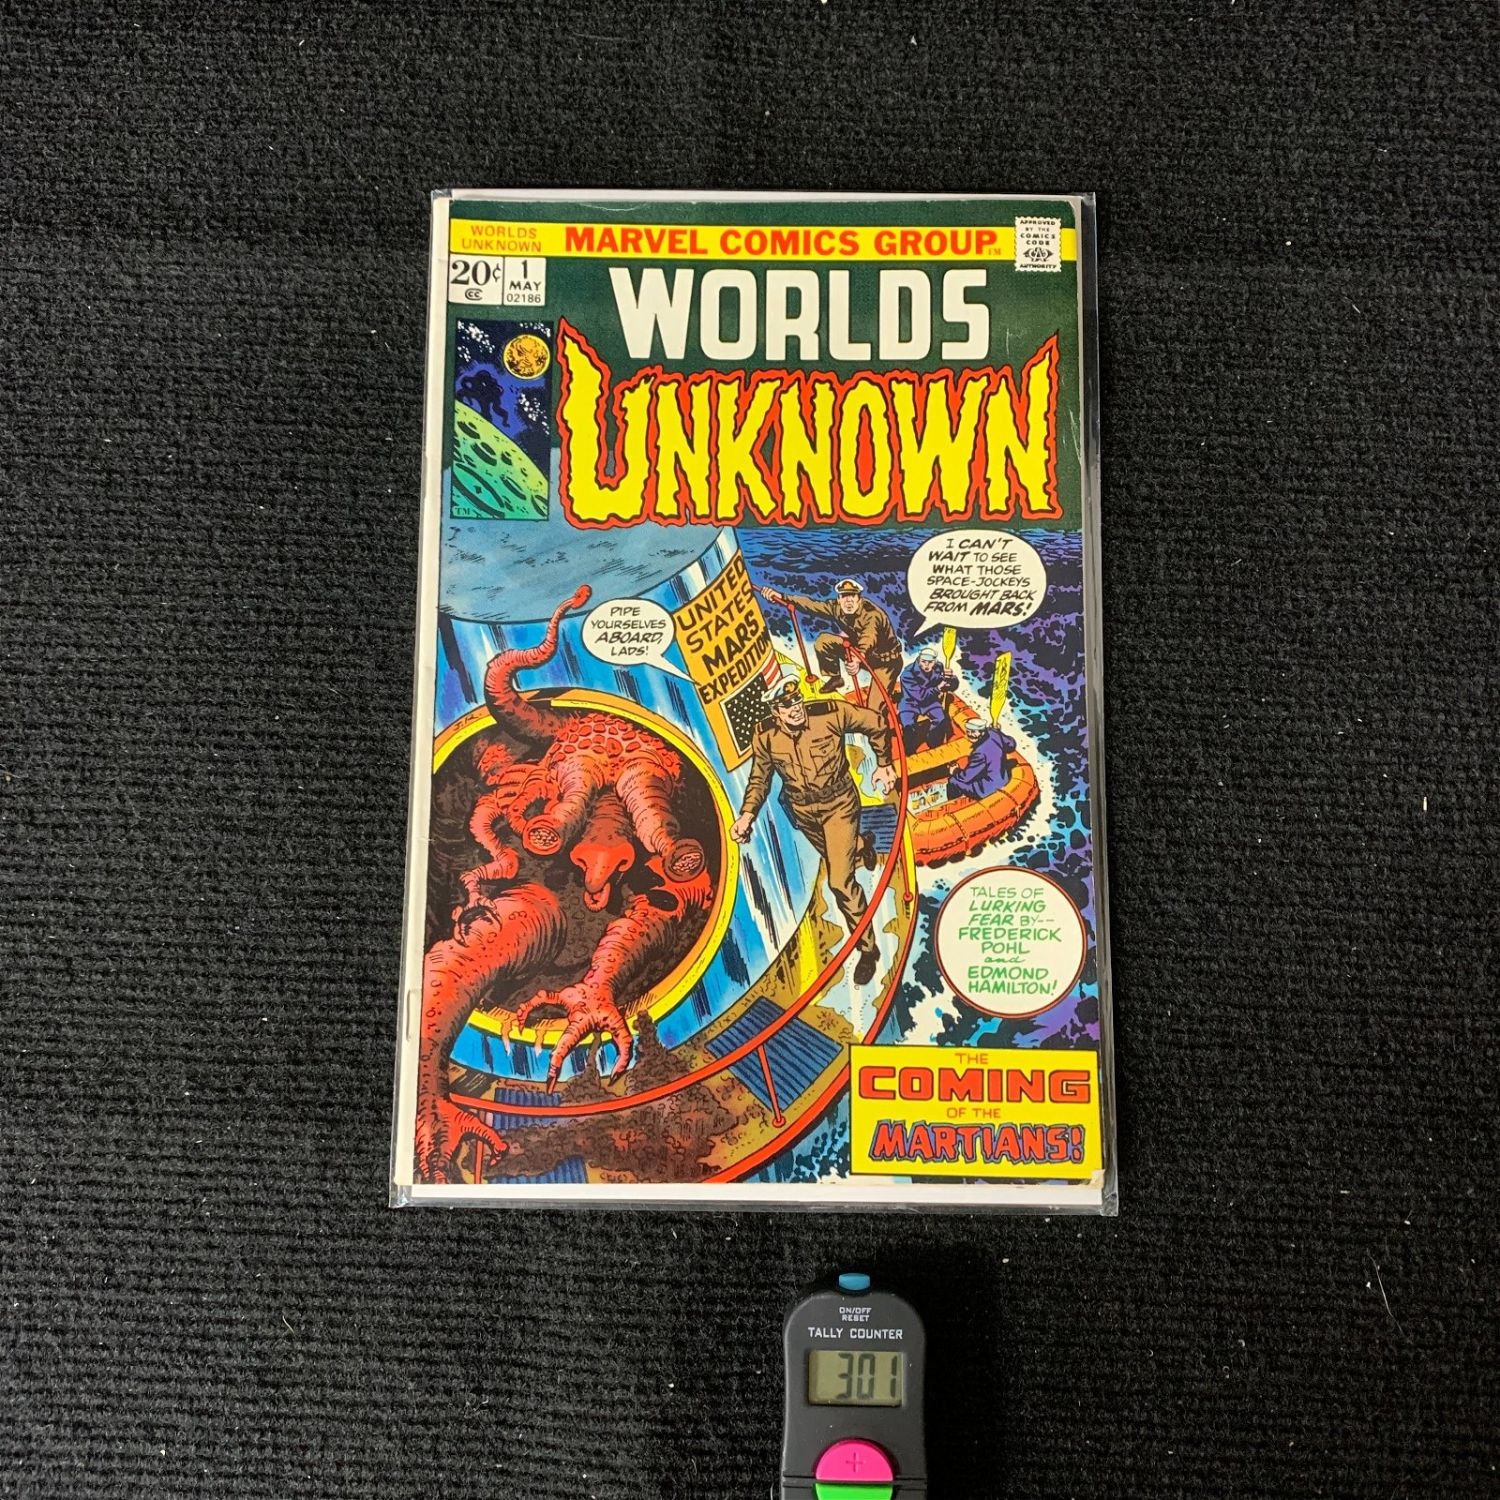 WORLDS
UNKNOWN
MARVEL COMICS GROUP™
APPROVED
BY THE
COMICS
CODE
AUTHORITY
20¢
CC
1
MAY
02186
WORLDS
UNKNOWN
TM
I CAN'T
WAIT TO SEE
WHAT THOSE
SPACE-JOCKEYS
BROUGHT BACK
FROM MARS!
PIPE
YOURSELVES
ABOARD,
LADS!
UNITED
STATES
MARS
EXPEDITION
TALES OF
LURKING
FEAR BY--
FREDERICK
POHL
and
EDMOND
HAMILTON!
THE
COMING
OF THE
MARTIANS!
ON/OFF
RESET
TALLY COUNTER
301
+